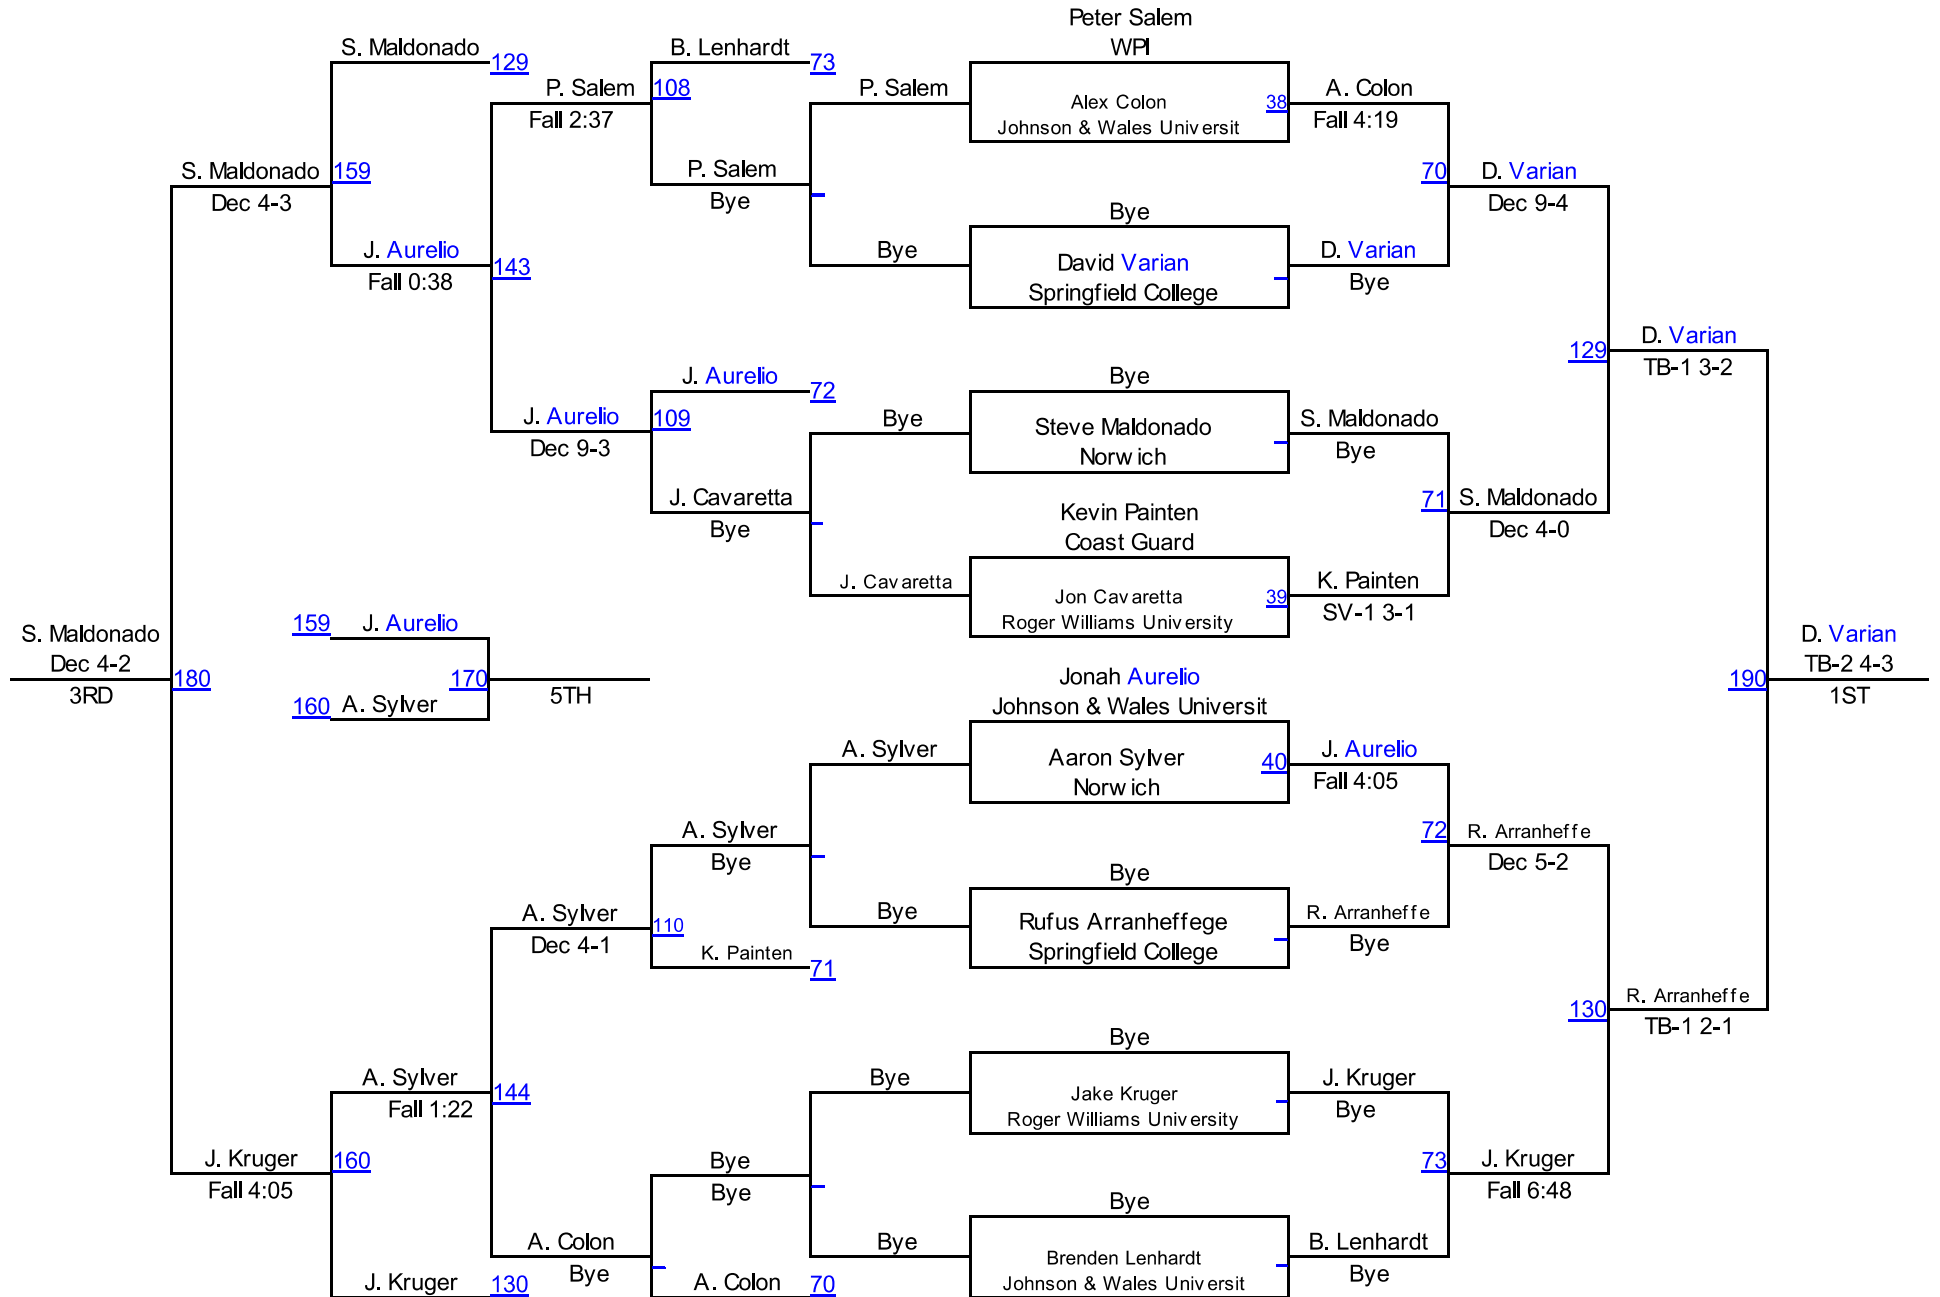 Peter Salem
S. Maldonado
B. Lenhardt
WPI
129
73
P. Salem
108
P. Salem
Alex Colon
38
A. Colon
Fall 2:37
Johnson & Wales Universit
Fall 4:19
S. Maldonado
159
P. Salem
70
D. Varian
Dec 4-3
Bye
Dec 9-4
Bye
J. Aurelio
143
Bye
David Varian
D. Varian
Fall 0:38
Springfield College
Bye
D. Varian
129
TB-1 3-2
J. Aurelio
72
Bye
J. Aurelio
109
Bye
Steve Maldonado
S. Maldonado
Dec 9-3
Norwich
Bye
J. Cavaretta
71
S. Maldonado
Bye
Kevin Painten
Dec 4-0
Coast Guard
J. Cavaretta
Jon Cavaretta
39
K. Painten
Roger Williams University
SV-1 3-1
159
J. Aurelio
S. Maldonado
D. Varian
Dec 4-2
TB-2 4-3
180
170
Jonah Aurelio
190
3RD
5TH
1ST
160
A. Sylver
Johnson & Wales Universit
A. Sylver
Aaron Sylver
40
J. Aurelio
Norwich
Fall 4:05
A. Sylver
72
R. Arranheffe
Bye
Dec 5-2
Bye
A. Sylver
110
Bye
Rufus Arranheffege
R. Arranheffe
Dec 4-1
Springfield College
Bye
K. Painten
71
130
R. Arranheffe
TB-1 2-1
Bye
A. Sylver
144
Bye
Jake Kruger
J. Kruger
Fall 1:22
Roger Williams University
Bye
J. Kruger
160
Bye
73
J. Kruger
Fall 4:05
Bye
Fall 6:48
Bye
A. Colon
Bye
Brenden Lenhardt
B. Lenhardt
Bye
Johnson & Wales Universit
Bye
J. Kruger
130
A. Colon
70